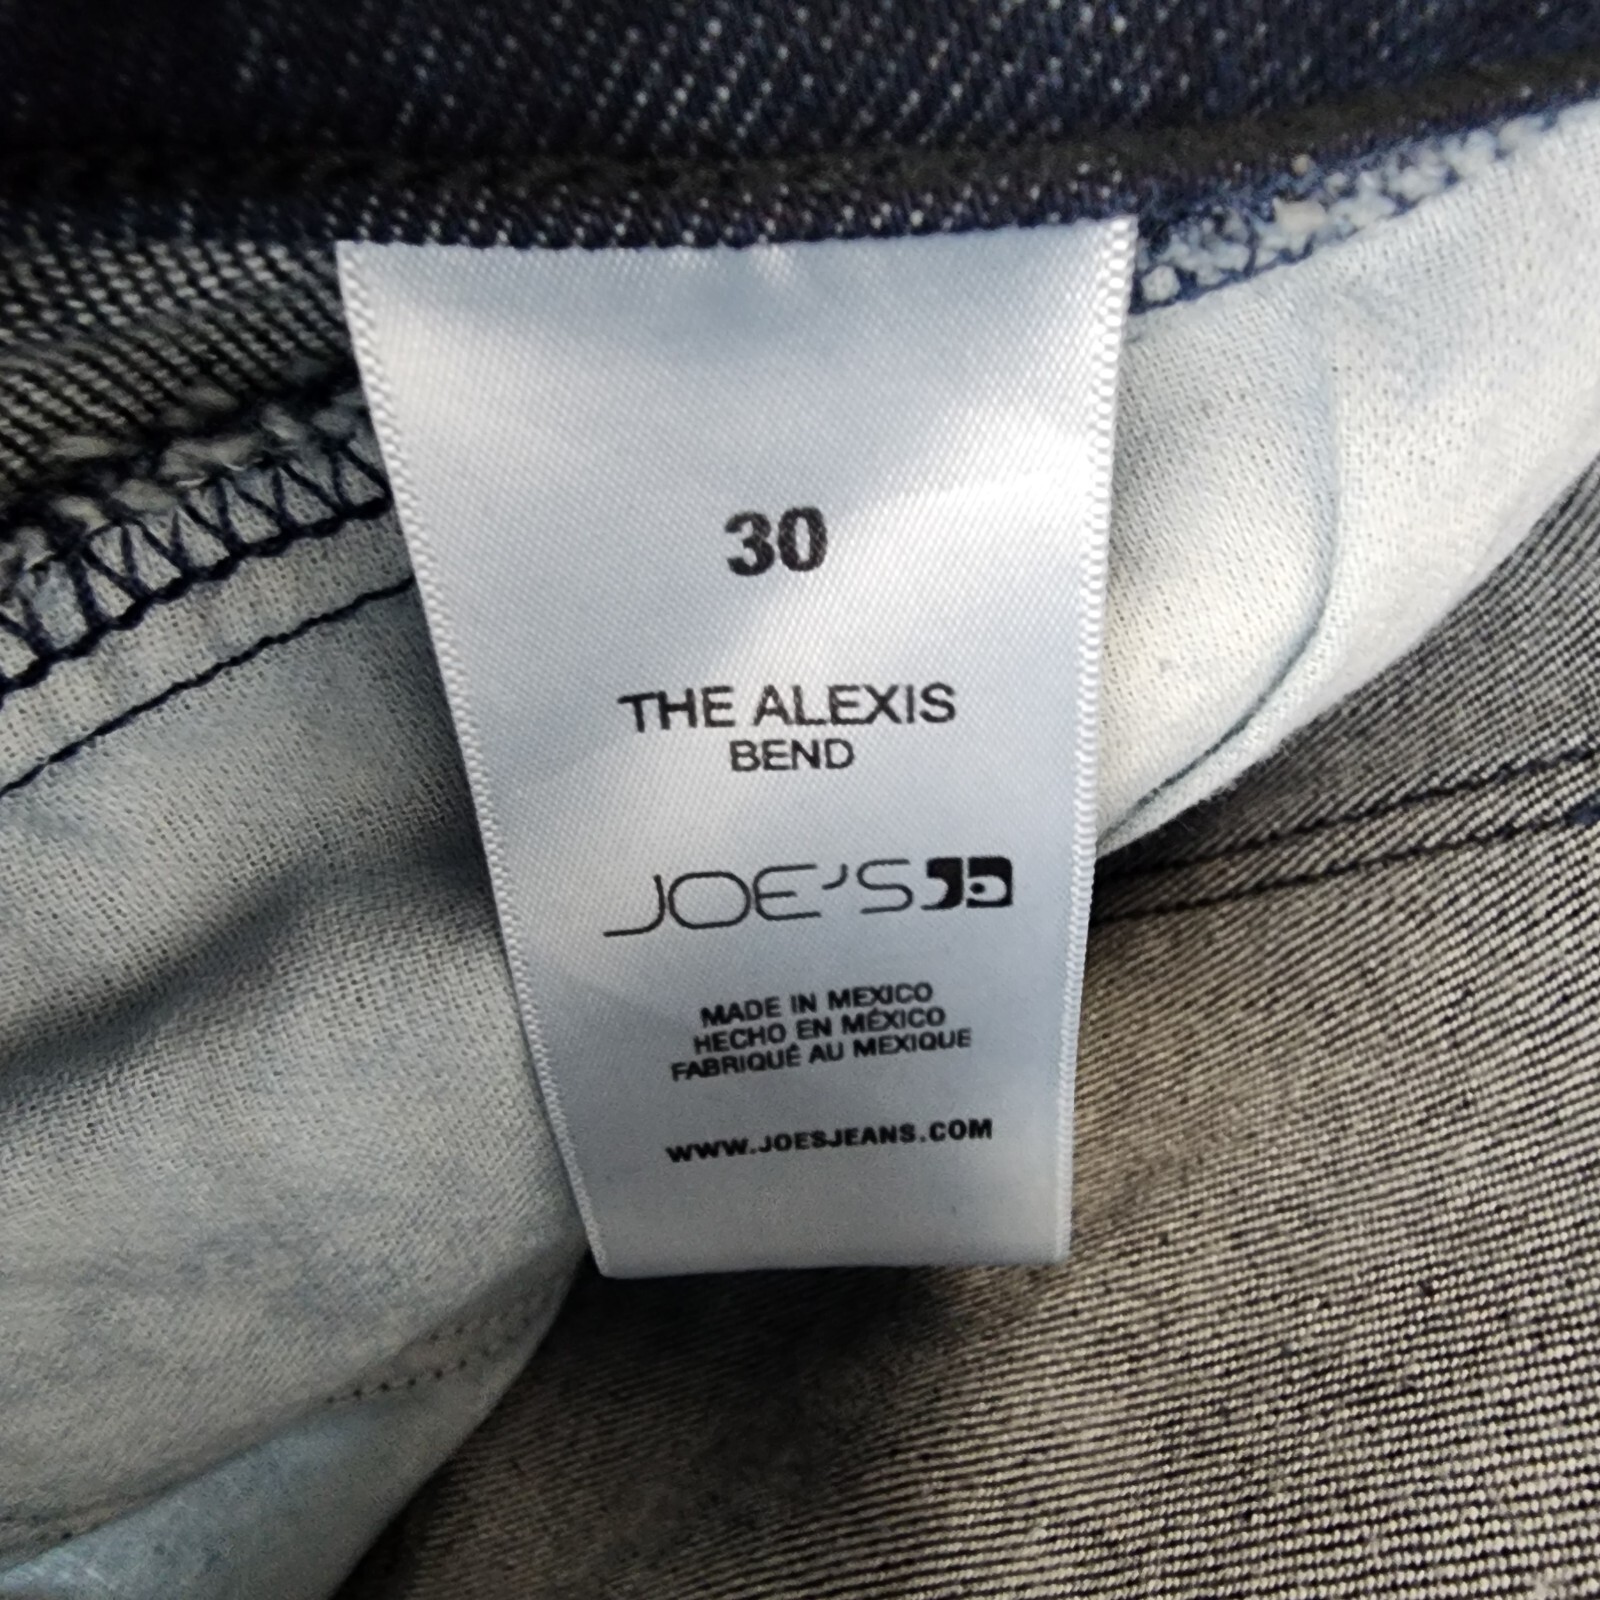 30
THE ALEXIS
BEND
JOE'S
MADE IN MEXICO
HECHO EN MÉXICO
FABRIQUÉ AU MEXIQUE
WWW.JOESJEANS.COM